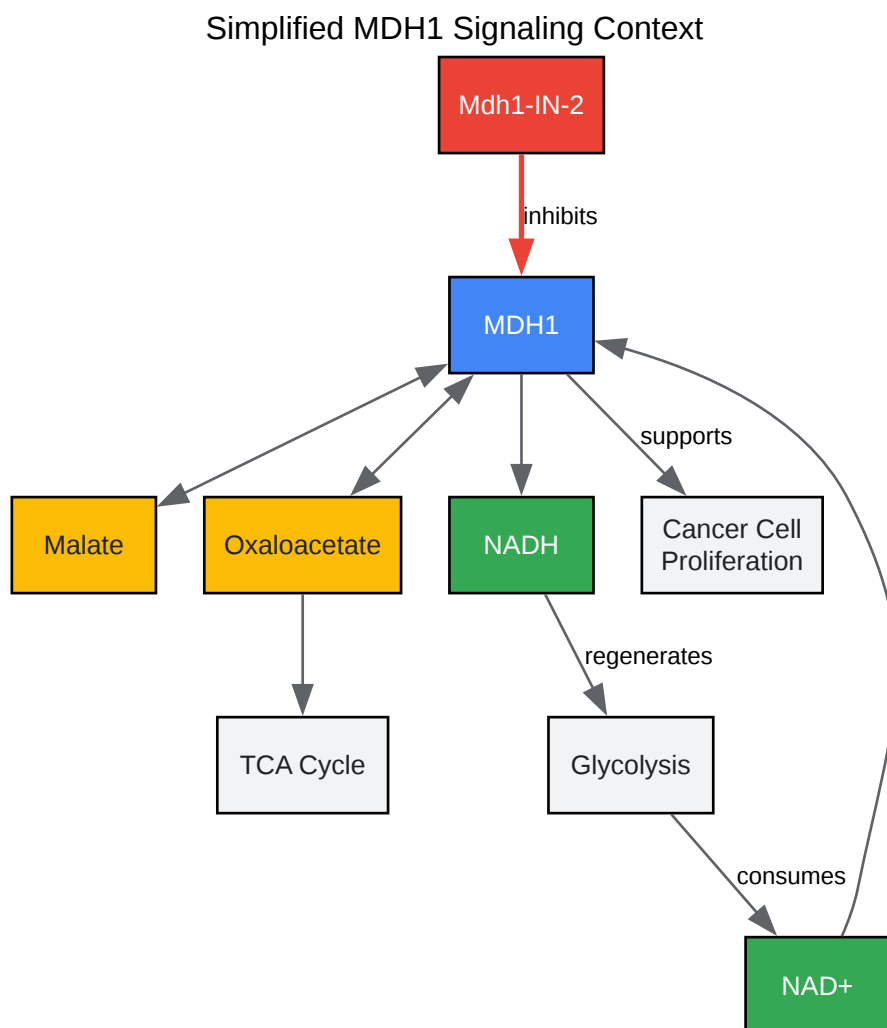 Simplified MDH1 Signaling Context
Mdh1-IN-2
inhibits
MDH1
supports
Malate
Oxaloacetate
NADH
Cancer Cell
Proliferation
regenerates
TCA Cycle
Glycolysis
consumes
NAD+